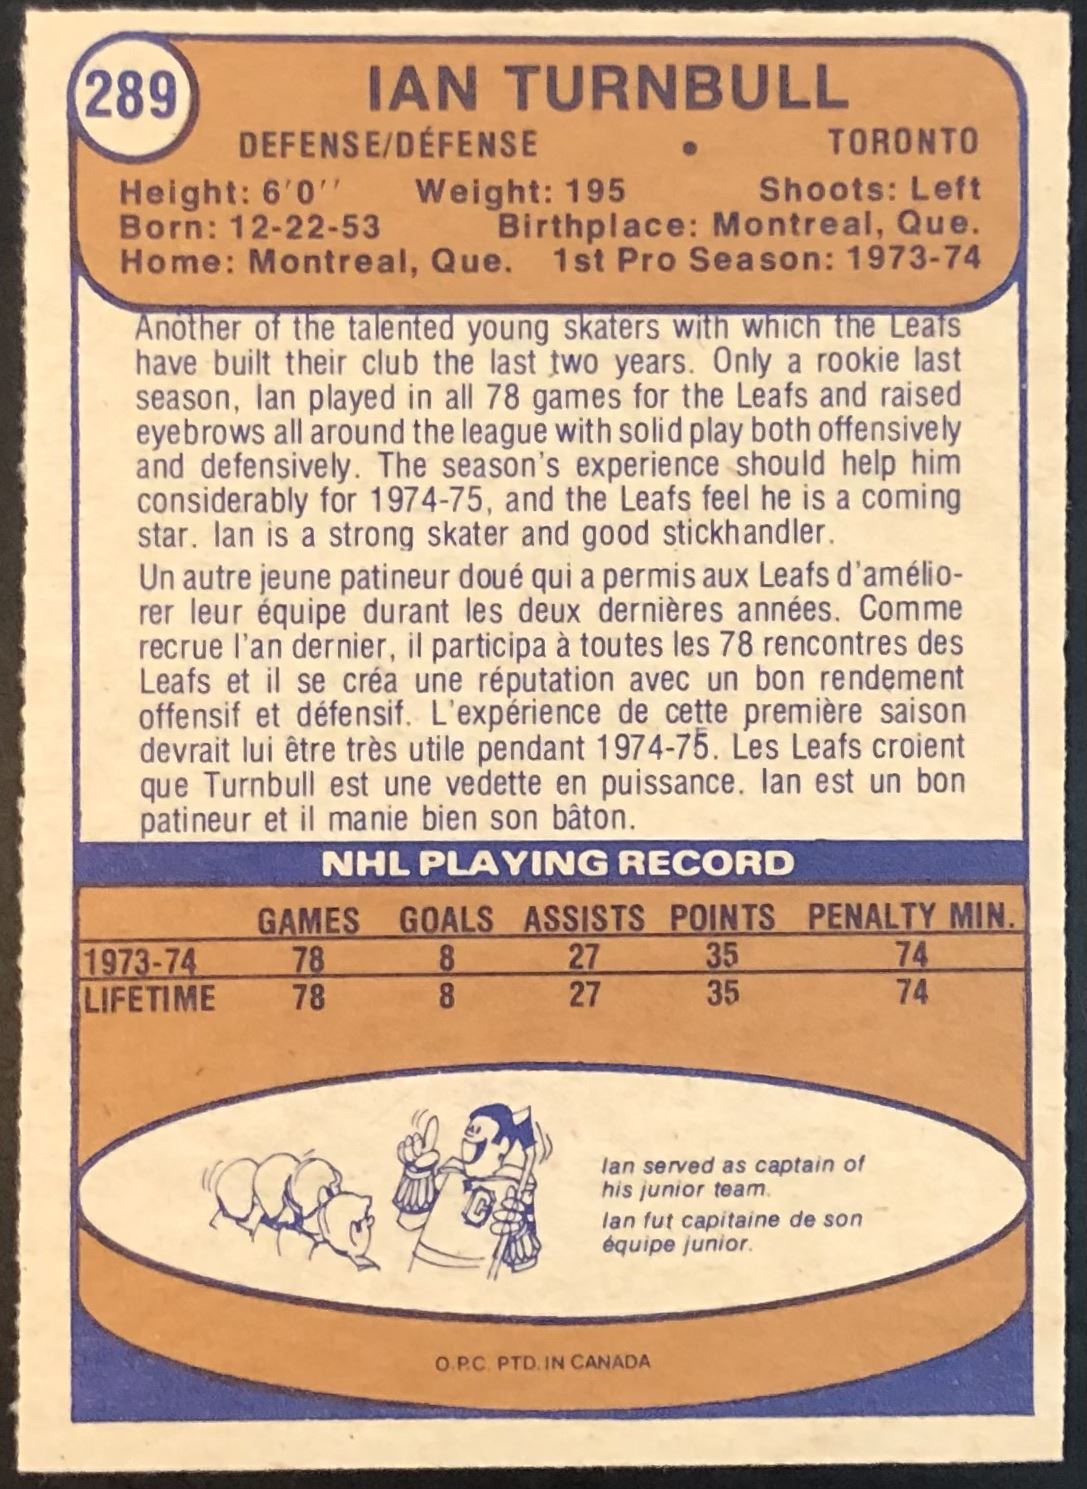 289
IAN TURNBULL
DEFENSE/DÉFENSE • TORONTO
Height: 6'0'' Weight: 195 Shoots: Left
Born: 12-22-53 Birthplace: Montreal, Que.
Home: Montreal, Que. 1st Pro Season: 1973-74
Another of the talented young skaters with which the Leafs
have built their club the last two years. Only a rookie last
season, Ian played in all 78 games for the Leafs and raised
eyebrows all around the league with solid play both offensively
and defensively. The season's experience should help him
considerably for 1974-75, and the Leafs feel he is a coming
star. Ian is a strong skater and good stickhandler.
Un autre jeune patineur doué qui a permis aux Leafs d'amélio-
rer leur équipe durant les deux dernières années. Comme
recrue l'an dernier, il participa à toutes les 78 rencontres des
Leafs et il se créa une réputation avec un bon rendement
offensif et défensif. L'expérience de cette première saison
devrait lui être très utile pendant 1974-75. Les Leafs croient
que Turnbull est une vedette en puissance. Ian est un bon
patineur et il manie bien son bâton.
NHL PLAYING RECORD
GAMES GOALS ASSISTS POINTS PENALTY MIN.
1973-74 78 8 27 35 74
LIFETIME 78 8 27 35 74
C
Ian served as captain of
his junior team.
Ian fut capitaine de son
équipe junior.
O.P.C. PTD. IN CANADA